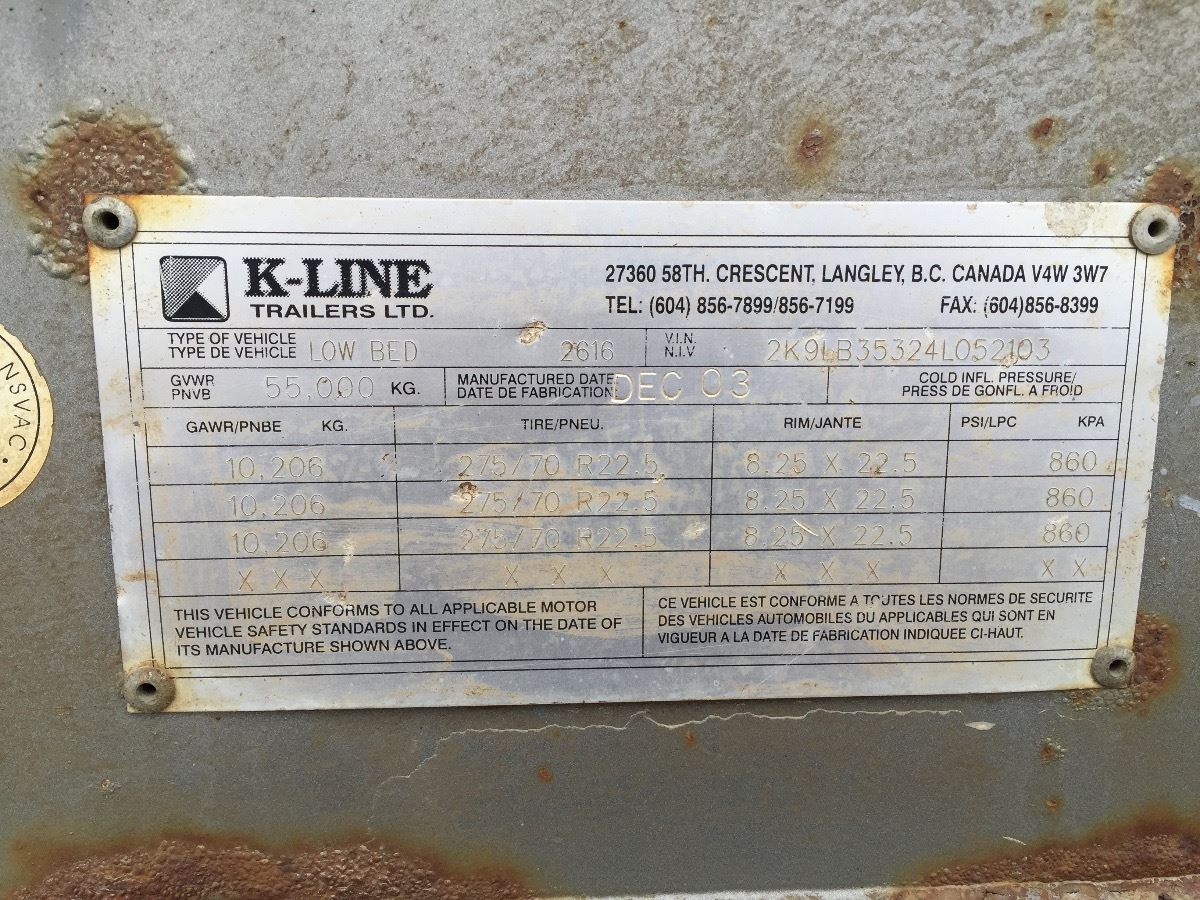 K-LINE
TRAILERS LTD.
27360 58TH. CRESCENT, LANGLEY, B.C. CANADA V4W 3W7
TEL: (604) 856-7899/856-7199 FAX: (604)856-8399
TYPE OF VEHICLE
TYPE DE VEHICLE LOW BED 2616
V.I.N.
N.I.V 2K9LB35324L052103
GVWR
PNVB 55,000 KG.
MANUFACTURED DATE:
DATE DE FABRICATION: DEC 03
COLD INFL. PRESSURE/
PRESS DE GONFL. A FROID
GAWR/PNBE KG. TIRE/PNEU. RIM/JANTE PSI/LPC KPA
10,206 275/70 R22.5 8.25 X 22.5 860
10,206 275/70 R22.5 8.25 X 22.5 860
10,206 275/70 R22.5 8.25 X 22.5 860
X X X X X X X X X X X
THIS VEHICLE CONFORMS TO ALL APPLICABLE MOTOR
VEHICLE SAFETY STANDARDS IN EFFECT ON THE DATE OF
ITS MANUFACTURE SHOWN ABOVE.
CE VEHICLE EST CONFORME A TOUTES LES NORMES DE SECURITE
DES VEHICLES AUTOMOBILES DU APPLICABLES QUI SONT EN
VIGUEUR A LA DATE DE FABRICATION INDIQUEE CI-HAUT.
NSVAC.